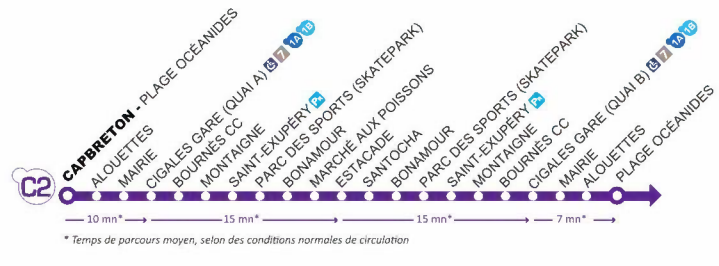 C2
CAPBRETON - PLAGE OCÉANIDES
ALOUETTES
MAIRIE
CIGALES GARE (QUAI A) 7 1A 1B
BOURNÈS CC
MONTAIGNE
SAINT-EXUPÉRY P
PARC DES SPORTS (SKATEPARK)
BONAMOUR
MARCHÉ AUX POISSONS
ESTACADE
SANTOCHA
BONAMOUR
PARC DES SPORTS (SKATEPARK)
SAINT-EXUPÉRY P
MONTAIGNE
BOURNÈS CC
CIGALES GARE (QUAI B) 7 1A 1B
MAIRIE
ALOUETTES
PLAGE OCÉANIDES
10 mn* 15 mn* 15 mn* 7 mn*
* Temps de parcours moyen, selon des conditions normales de circulation